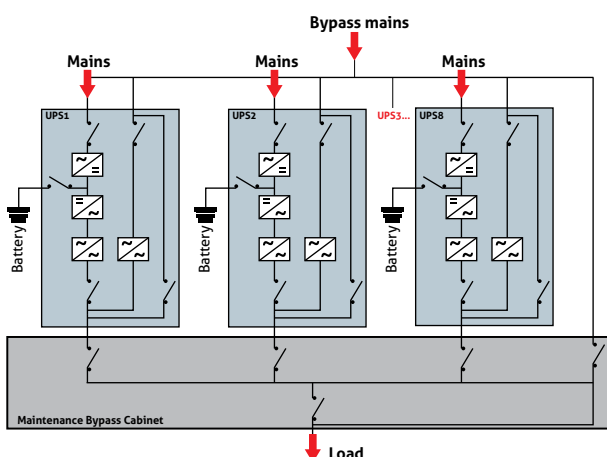 Bypass mains
Mains
Mains
Mains
UPS1
UPS2
UPS3...
UPS8
Battery
Battery
Battery
Maintenance Bypass Cabinet
Load